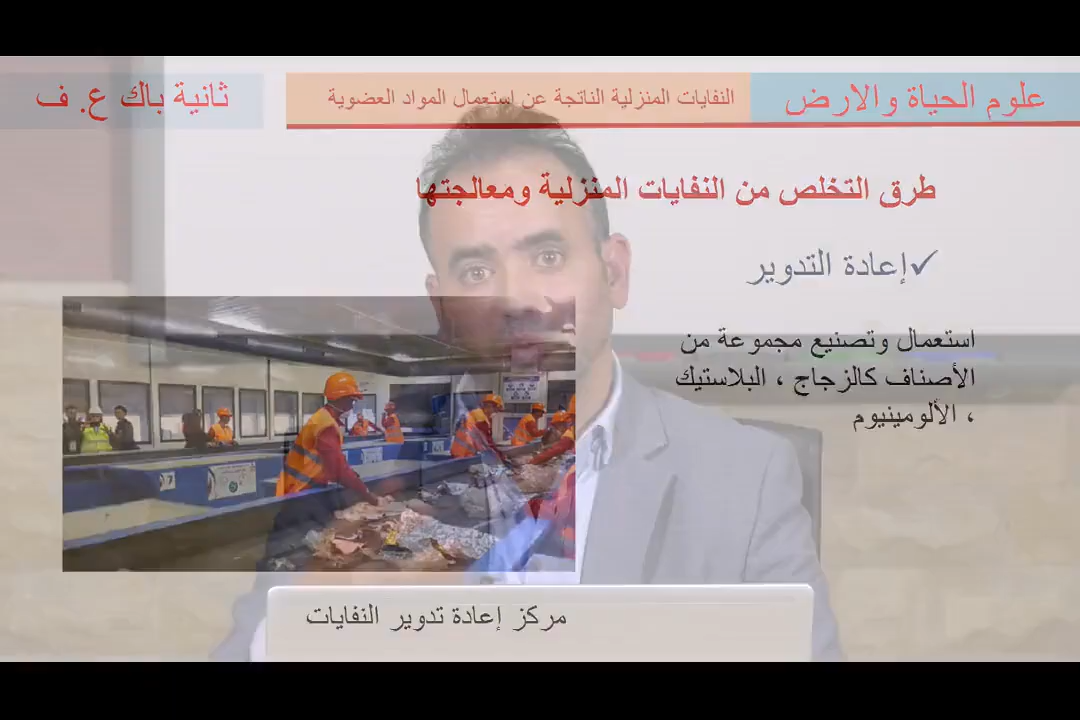 علوم الحياة والارض
النفايات المنزلية الناتجة عن استعمال المواد العضوية
ثانية باك ع. ف
طرق التخلص من النفايات المنزلية ومعالجتها
✓إعادة التدوير
استعمال وتصنيع مجموعة من
الأصناف كالزجاج ، البلاستيك
، الألومينيوم
مركز إعادة تدوير النفايات